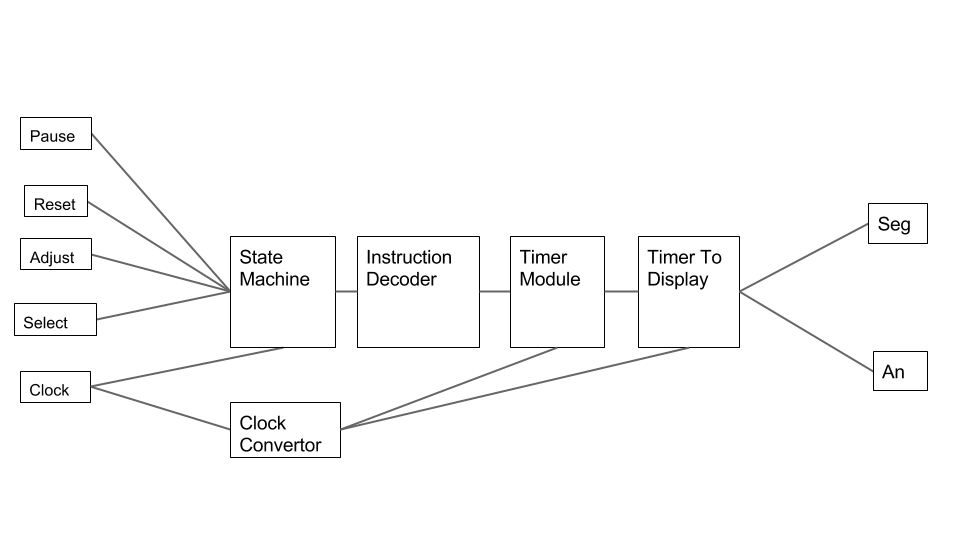 Pause
Reset
Adjust
Select
Clock
State
Machine
Instruction
Decoder
Timer
Module
Timer To
Display
Clock
Convertor
Seg
An